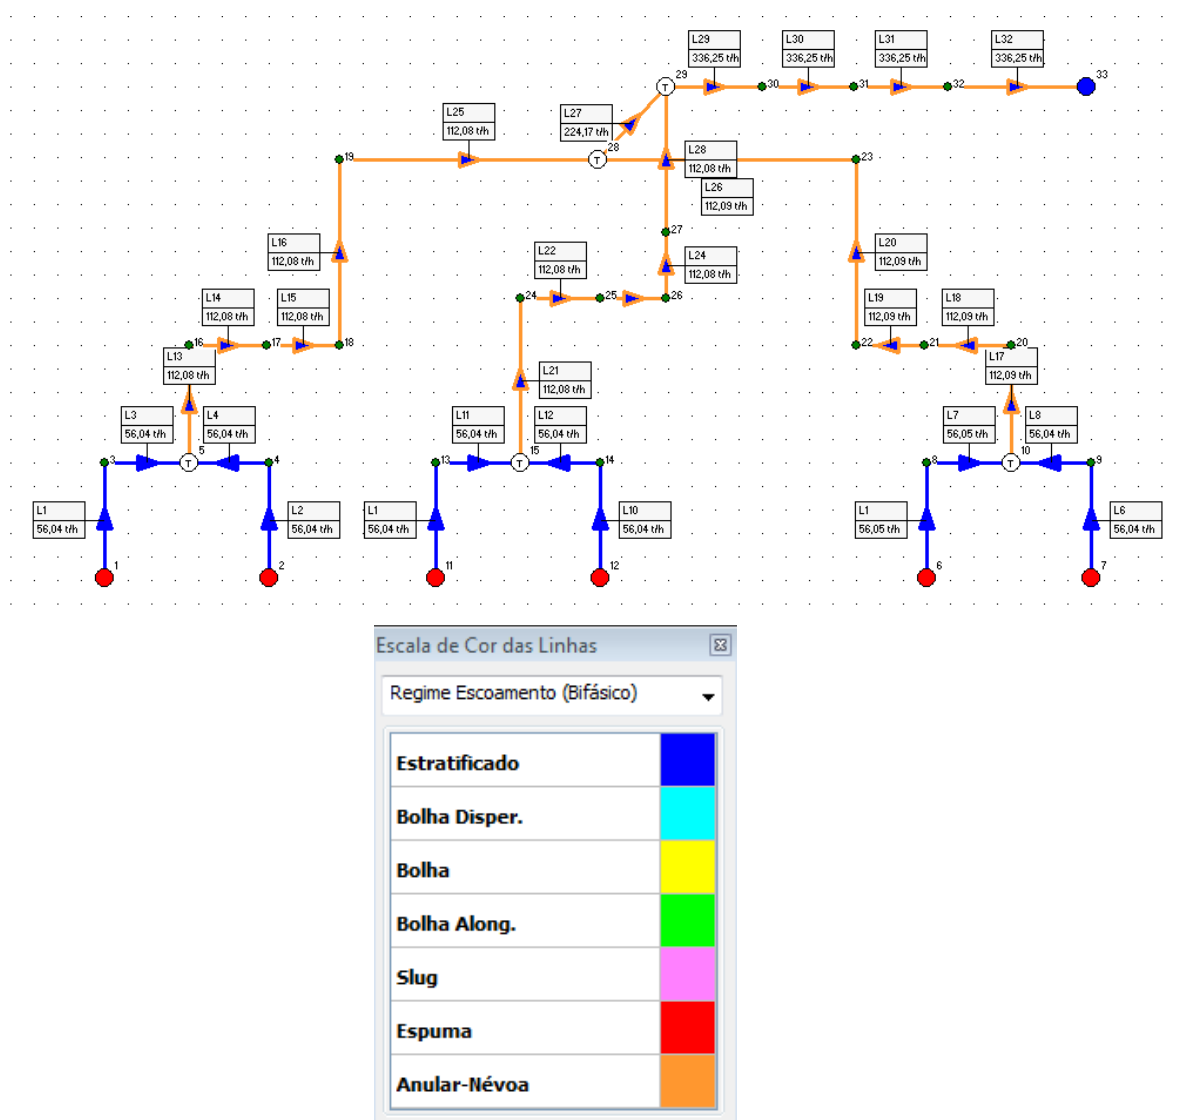 L29
336,25 t/h
L30
336,25 t/h
L31
336,25 t/h
L32
336,25 t/h
29
30
31
32
33
L25
112,08 t/h
L27
224,17 t/h
28
19
L28
112,08 t/h
23
L26
112,09 t/h
27
L16
112,08 t/h
L22
112,08 t/h
L24
112,08 t/h
L20
112,09 t/h
24
25
26
L14
112,08 t/h
L15
112,08 t/h
L19
112,09 t/h
L18
112,09 t/h
16
17
18
22
21
20
L13
112,08 t/h
L21
112,08 t/h
L17
112,09 t/h
L3
56,04 t/h
L4
56,04 t/h
L11
56,04 t/h
L12
56,04 t/h
L7
56,05 t/h
L8
56,04 t/h
3
T
5
4
13
T
15
14
8
T
10
9
L1
56,04 t/h
L2
56,04 t/h
L1
56,04 t/h
L10
56,04 t/h
L1
56,05 t/h
L6
56,04 t/h
1
2
11
12
6
7
T
T
Escala de Cor das Linhas
Regime Escoamento (Bifásico)
Estratificado
Bolha Disper.
Bolha
Bolha Along.
Slug
Espuma
Anular-Névoa